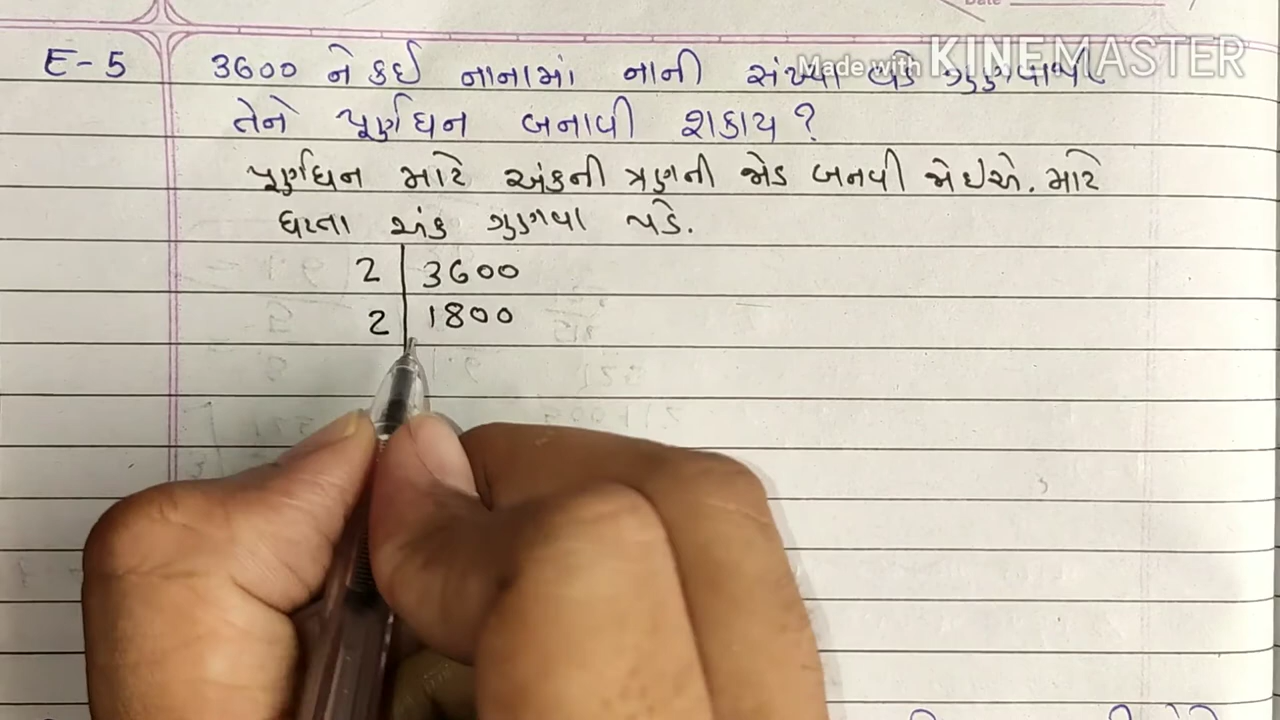 E-5 3600 ને કઈ નાનામાં નાની સંખ્યા વડે ગુણવાથી
Made with KINEMASTER
તેને પૂર્ણઘન બનાવી શકાય?
પૂર્ણઘન માટે અંકની ત્રણની જોડ બનવી જોઇએ. માટે
ઘટતા અંક ગુણવા પડે.
2 | 3600
2 | 1800